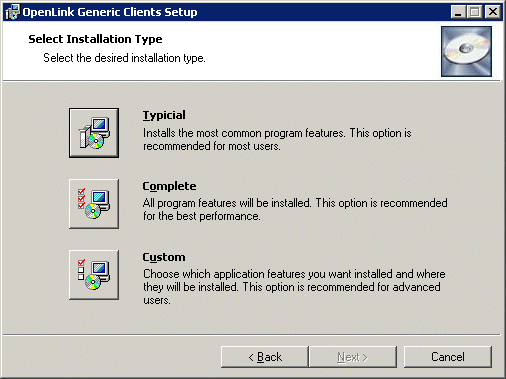 OpenLink Generic Clients Setup
Select Installation Type
Select the desired installation type.
Typicial
Installs the most common program features. This option is
recommended for most users.
Complete
All program features will be installed. This option is recommended
for the best performance.
Custom
Choose which application features you want installed and where
they will be installed. This option is recommended for advanced
users.
< Back
Next >
Cancel